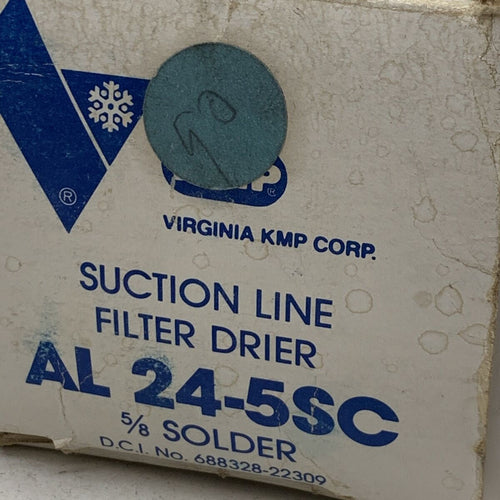 ®
P®
VIRGINIA KMP CORP.
SUCTION LINE
FILTER DRIER
AL 24-5SC
5/8 SOLDER
D.C.I. No. 688328-22309